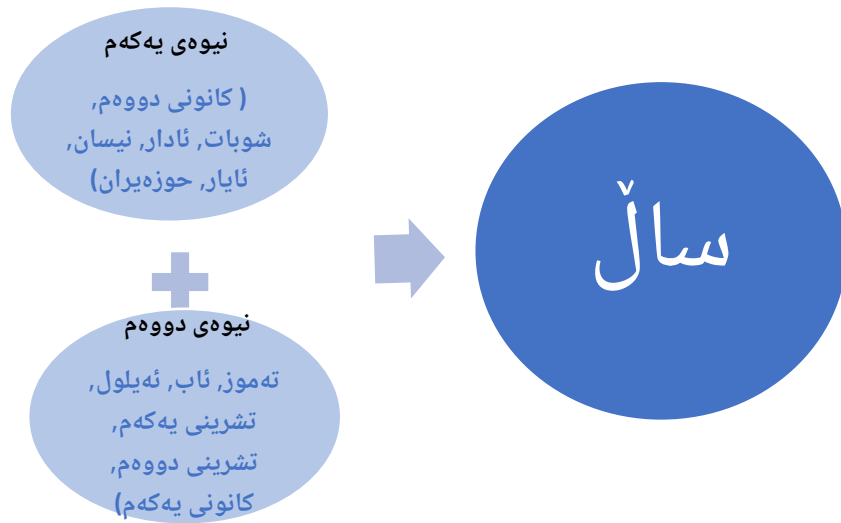 نیوەی یەکەم
( کانونی دووەم,
شوبات, ئادار, نیسان,
ئایار, حوزەیران)
نیوەی دووەم
تەموز, ئاب, ئەیلول,
تشرینی یەکەم,
تشرینی دووەم,
کانونی یەکەم)
ساڵ